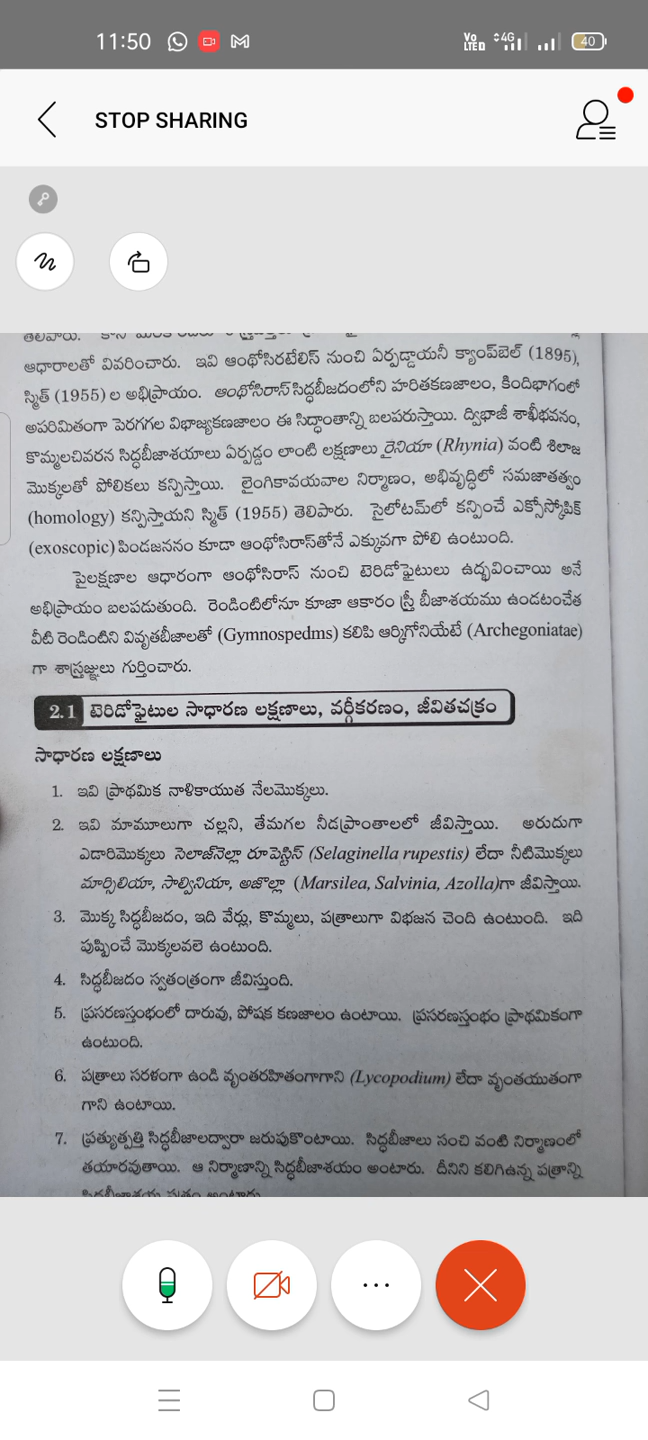 11:50
Vo LTE D 4G 40
STOP SHARING
ఆధారాలతో వివరించారు. ఇవి ఆంథోసిరటేలిస్ నుంచి ఏర్పడ్డాయనీ క్యాంప్‌బెల్ (1895),
స్మిత్ (1955) ల అభిప్రాయం. ఆంథోసిరాస్ సిద్ధబీజదంలోని హరితకణజాలం, కిందిభాగంలో
అపరిమితంగా పెరగగల విభాజ్యకణజాలం ఈ సిద్ధాంతాన్ని బలపరుస్తాయి. ద్విభాజీ శాఖీభవనం,
కొమ్మలచివరన సిద్ధబీజాశయాలు ఏర్పడ్డం లాంటి లక్షణాలు రైనియా (Rhynia) వంటి శిలాజ
మొక్కలతో పోలికలు కన్పిస్తాయి. లైంగికావయవాల నిర్మాణం, అభివృద్ధిలో సమజాతత్వం
(homology) కన్పిస్తాయని స్మిత్ (1955) తెలిపారు. సైలోటమ్‌లో కన్పించే ఎక్సోస్కోపిక్
(exoscopic) పిండజననం కూడా ఆంథోసిరాస్‌తోనే ఎక్కువగా పోలి ఉంటుంది.
పైలక్షణాల ఆధారంగా ఆంథోసిరాస్ నుంచి టెరిడోఫైటులు ఉద్భవించాయి అనే
అభిప్రాయం బలపడుతుంది. రెండింటిలోనూ కూజా ఆకారం స్త్రీ బీజాశయము ఉండటంచేత
వీటి రెండింటిని వివృతబీజాలతో (Gymnospedms) కలిపి ఆర్కిగోనియేటే (Archegoniatae)
గా శాస్త్రజ్ఞులు గుర్తించారు.
2.1 టెరిడోఫైటుల సాధారణ లక్షణాలు, వర్గీకరణం, జీవితచక్రం
సాధారణ లక్షణాలు
1. ఇవి ప్రాథమిక నాళికాయుత నేలమొక్కలు.
2. ఇవి మామూలుగా చల్లని, తేమగల నీడప్రాంతాలలో జీవిస్తాయి. అరుదుగా
ఎడారిమొక్కలు సెలాజినెల్లా రూపెస్ట్రిస్ (Selaginella rupestis) లేదా నీటిమొక్కలు
మార్సీలియా, సాల్వినియా, అజొల్లా (Marsilea, Salvinia, Azolla)గా జీవిస్తాయి.
3. మొక్క సిద్ధబీజదం, ఇది వేర్లు, కొమ్మలు, పత్రాలుగా విభజన చెంది ఉంటుంది. ఇది
పుష్పించే మొక్కలవలె ఉంటుంది.
4. సిద్ధబీజదం స్వతంత్రంగా జీవిస్తుంది.
5. ప్రసరణస్తంభంలో దారువు, పోషక కణజాలం ఉంటాయి. ప్రసరణస్తంభం ప్రాథమికంగా
ఉంటుంది.
6. పత్రాలు సరళంగా ఉండి వృంతరహితంగాగాని (Lycopodium) లేదా వృంతయుతంగా
గాని ఉంటాయి.
7. ప్రత్యుత్పత్తి సిద్ధబీజాలద్వారా జరుపుకొంటాయి. సిద్ధబీజాలు సంచి వంటి నిర్మాణంలో
తయారవుతాయి. ఆ నిర్మాణాన్ని సిద్ధబీజాశయం అంటారు. దీనిని కలిగిఉన్న పత్రాన్ని